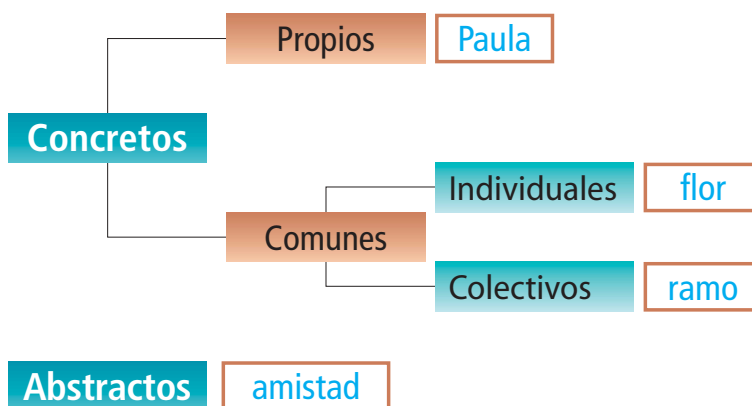 Propios Paula
Concretos
Individuales flor
Comunes
Colectivos ramo
Abstractos amistad